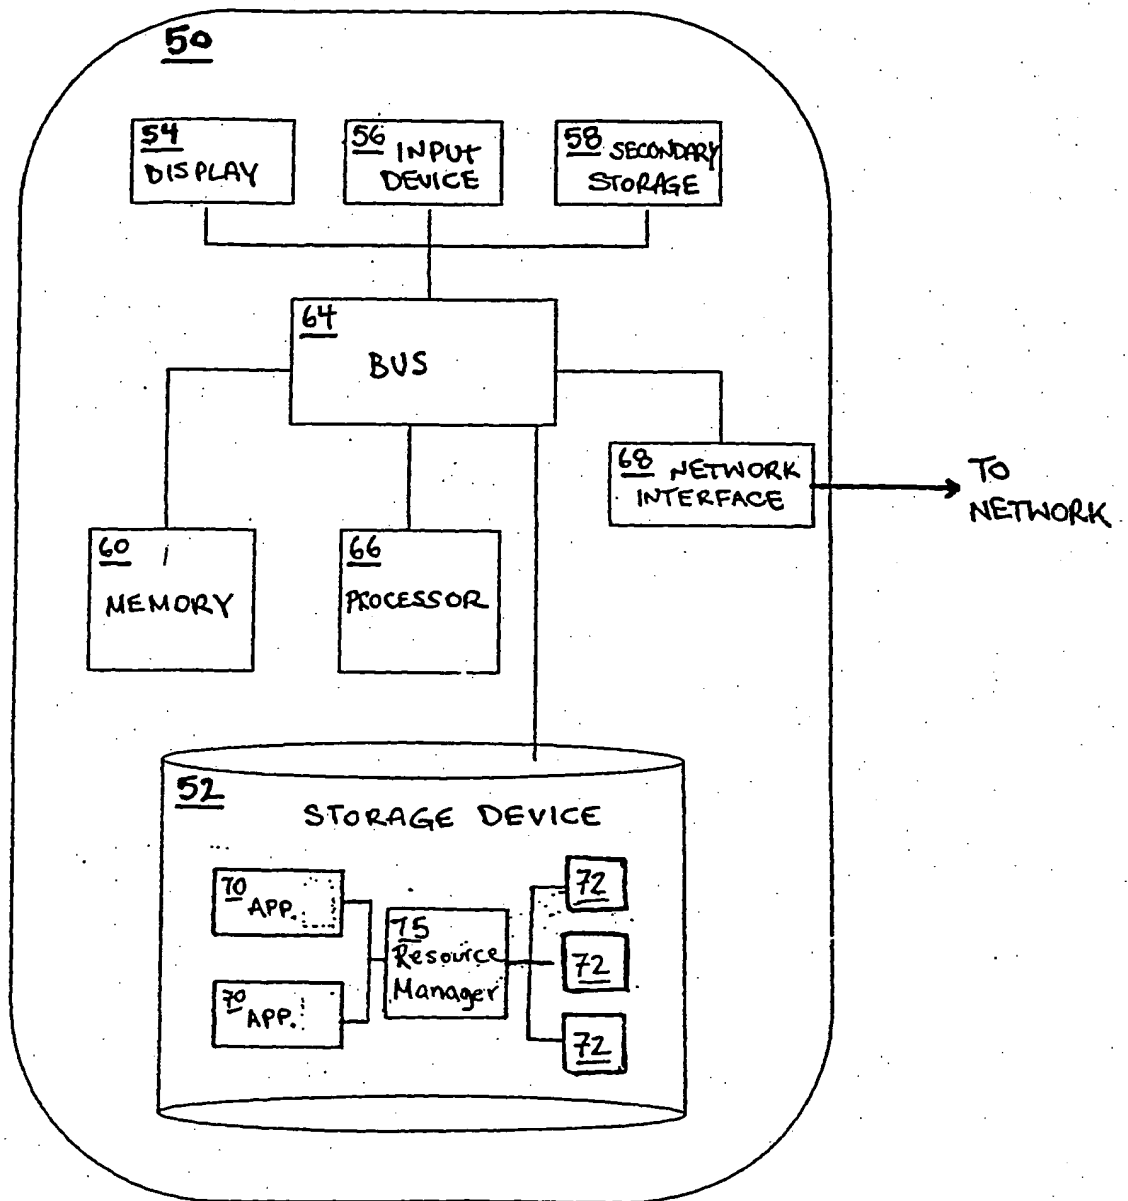 50
54
DISPLAY
56 INPUT
DEVICE
58 SECONDARY
STORAGE
64
BUS
68 NETWORK
INTERFACE
TO
NETWORK
60
MEMORY
66
PROCESSOR
52
STORAGE DEVICE
70 APP.
75
Resource
Manager
72
72
70 APP.
72